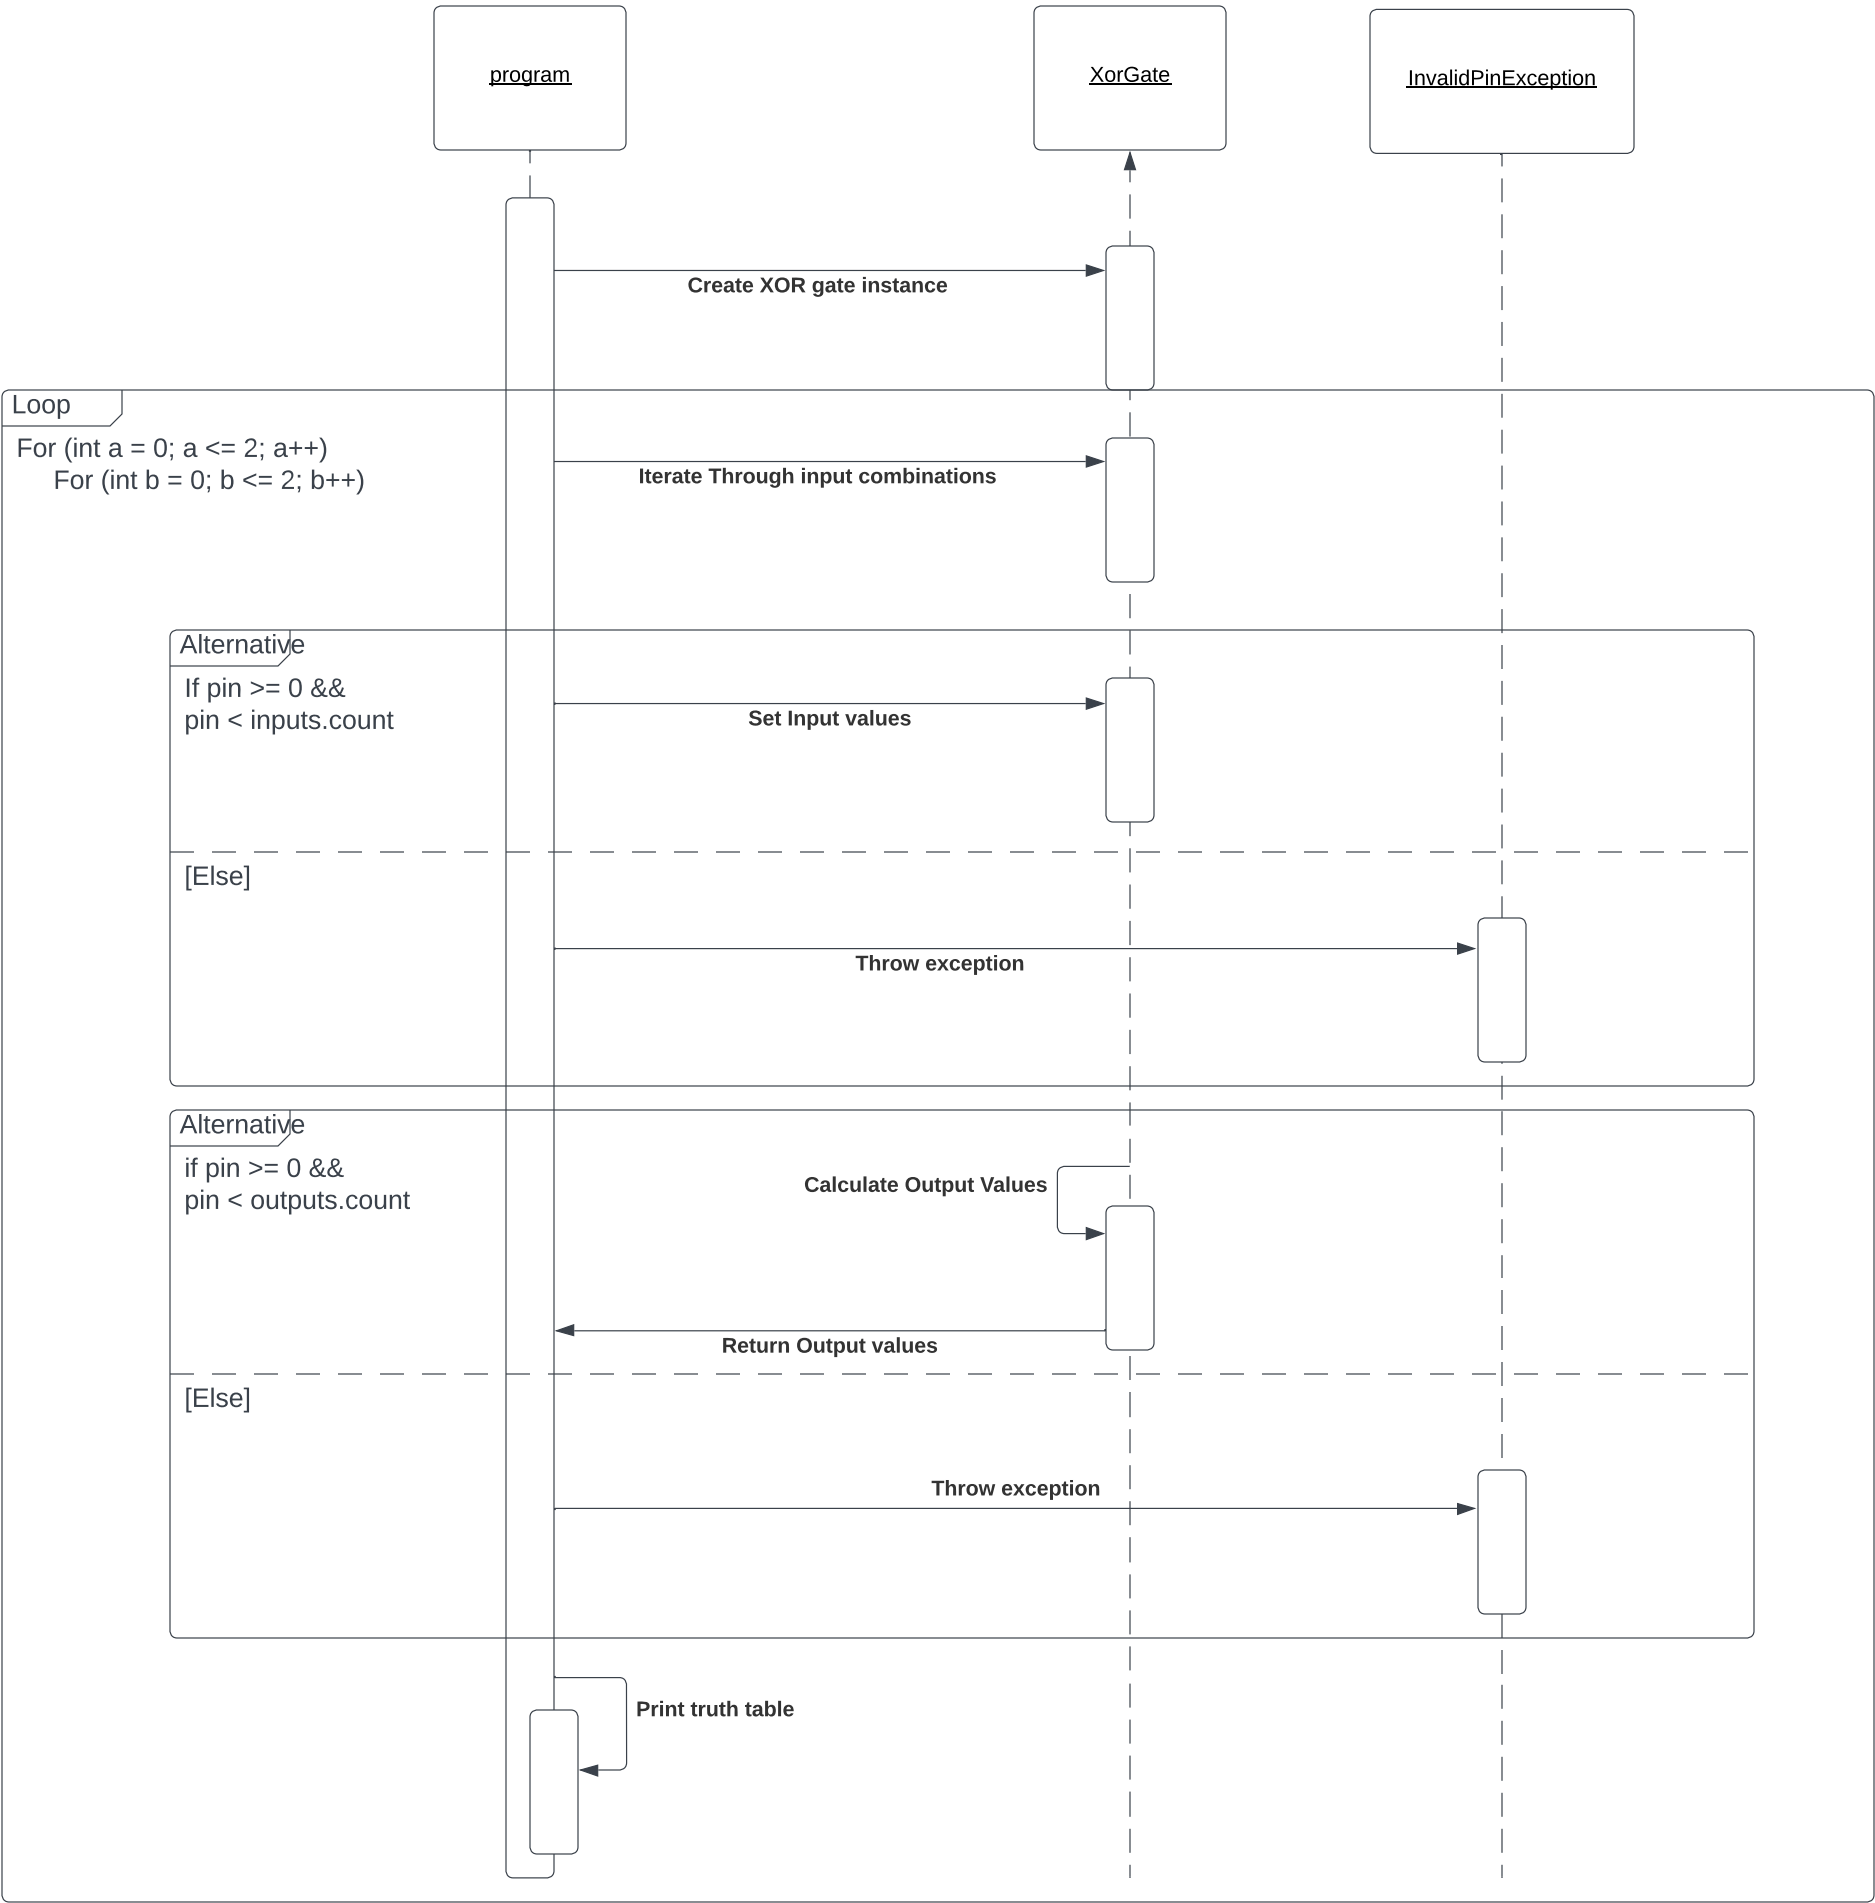 program
XorGate
InvalidPinException
Create XOR gate instance
Loop
For (int a = 0; a <= 2; a++)
For (int b = 0; b <= 2; b++)
Iterate Through input combinations
Alternative
If pin >= 0 &&
pin < inputs.count
Set Input values
[Else]
Throw exception
Alternative
if pin >= 0 &&
pin < outputs.count
Calculate Output Values
Return Output values
[Else]
Throw exception
Print truth table